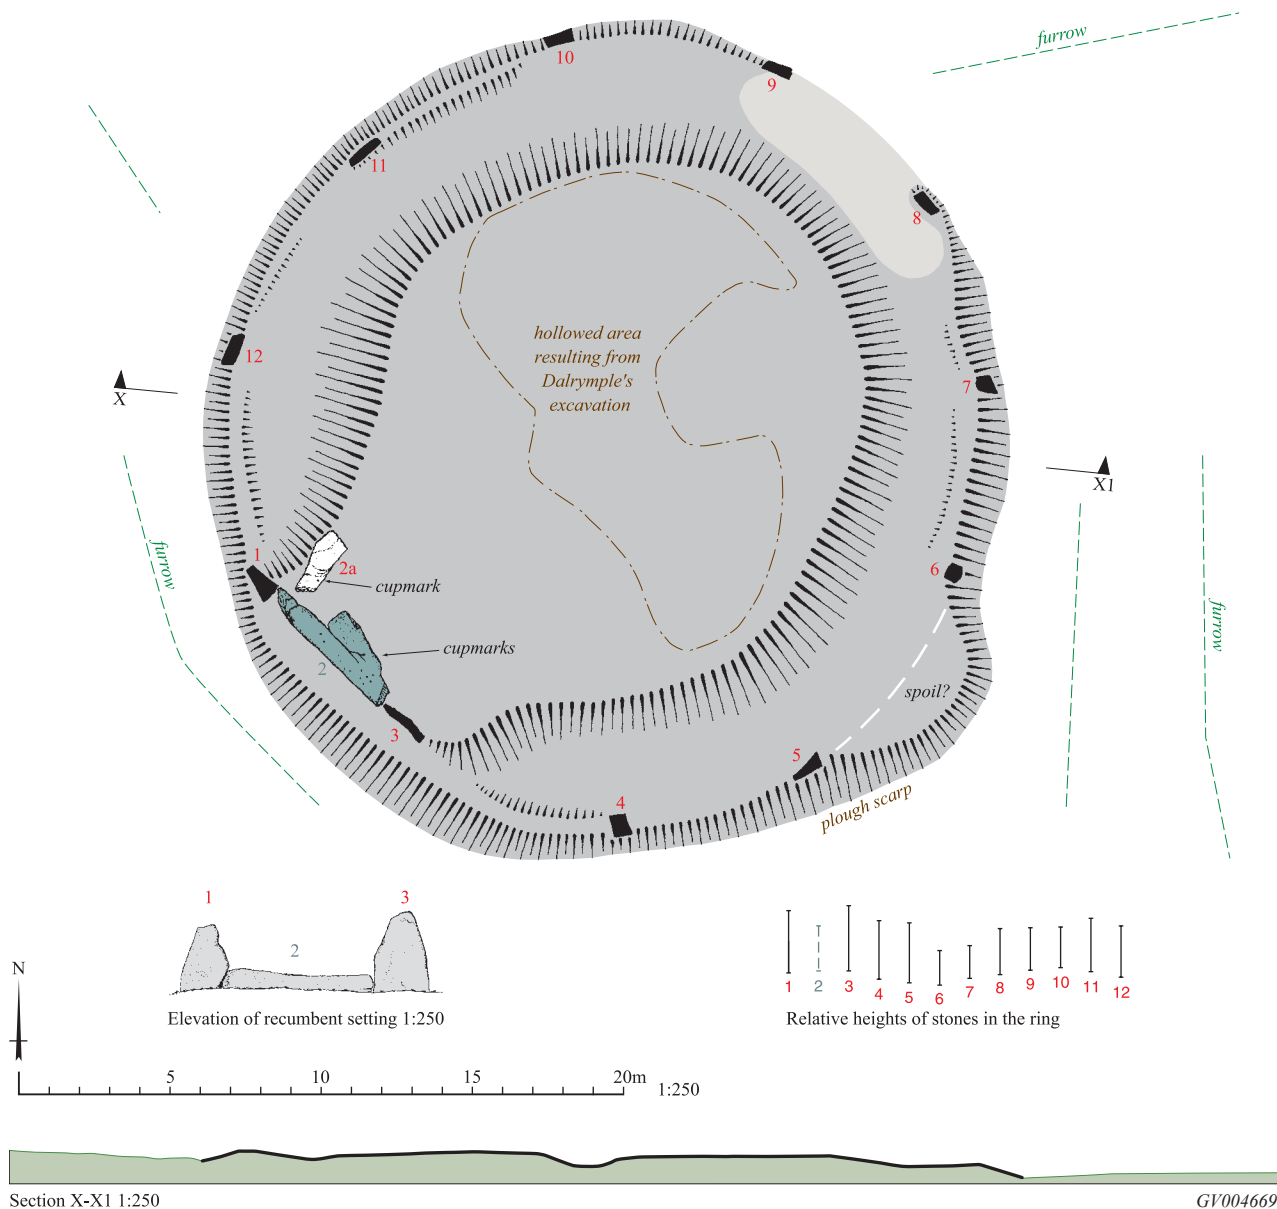 furrow
10
9
11
8
hollowed area
resulting from
Dalrymple's
excavation
12
7
X
X1
furrow
1
2a
cupmark
6
furrow
cupmarks
2
spoil?
3
5
4
plough scarp
1
3
2
Elevation of recumbent setting 1:250
1
2
3
4
5
6
7
8
9
10
11
12
Relative heights of stones in the ring
N
5
10
15
20m
1:250
Section X-X1 1:250
GV004669